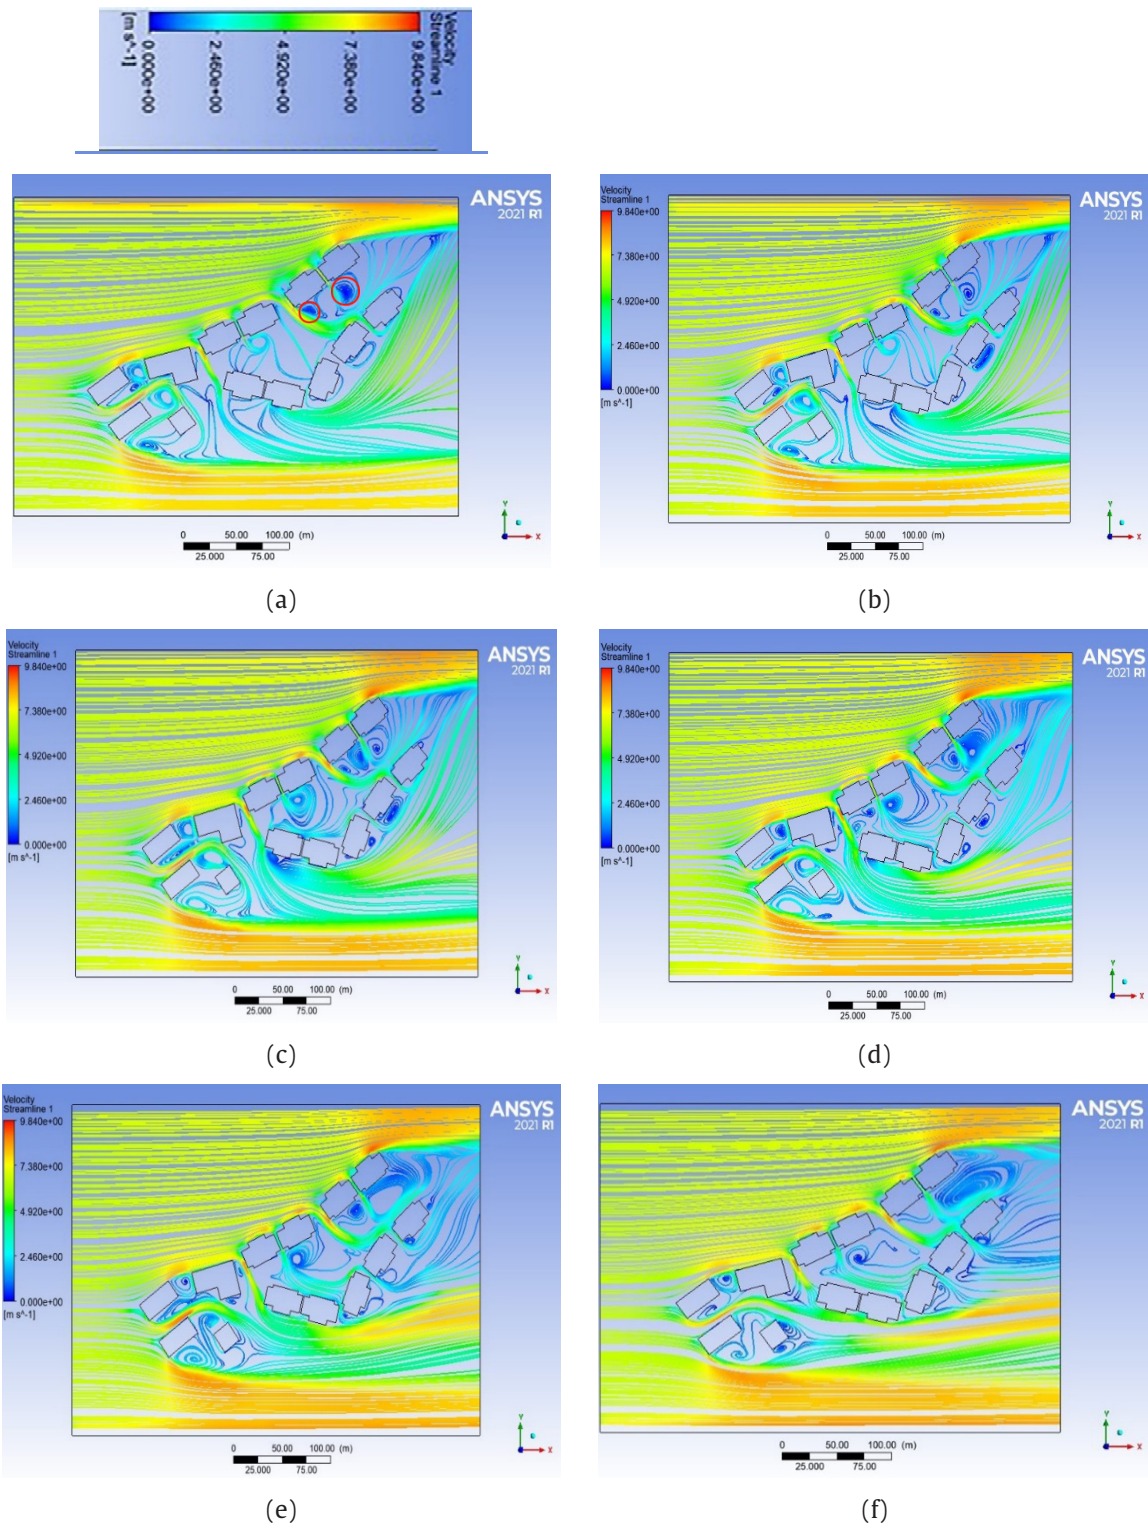 Velocity
Streamline 1
9.840e+00
7.380e+00
4.920e+00
2.460e+00
0.000e+00
[m s^-1]
ANSYS
2021 R1
0 50.00 100.00 (m)
25.000 75.00
Y
X
(a)
Velocity
Streamline 1
9.840e+00
7.380e+00
4.920e+00
2.460e+00
0.000e+00
[m s^-1]
ANSYS
2021 R1
0 50.00 100.00 (m)
25.000 75.00
Y
X
(b)
Velocity
Streamline 1
9.840e+00
7.380e+00
4.920e+00
2.460e+00
0.000e+00
[m s^-1]
ANSYS
2021 R1
0 50.00 100.00 (m)
25.000 75.00
Y
X
(c)
Velocity
Streamline 1
9.840e+00
7.380e+00
4.920e+00
2.460e+00
0.000e+00
[m s^-1]
ANSYS
2021 R1
0 50.00 100.00 (m)
25.000 75.00
Y
X
(d)
Velocity
Streamline 1
9.840e+00
7.380e+00
4.920e+00
2.460e+00
0.000e+00
[m s^-1]
ANSYS
2021 R1
0 50.00 100.00 (m)
25.000 75.00
Y
X
(e)
ANSYS
2021 R1
0 50.00 100.00 (m)
25.000 75.00
Y
X
(f)